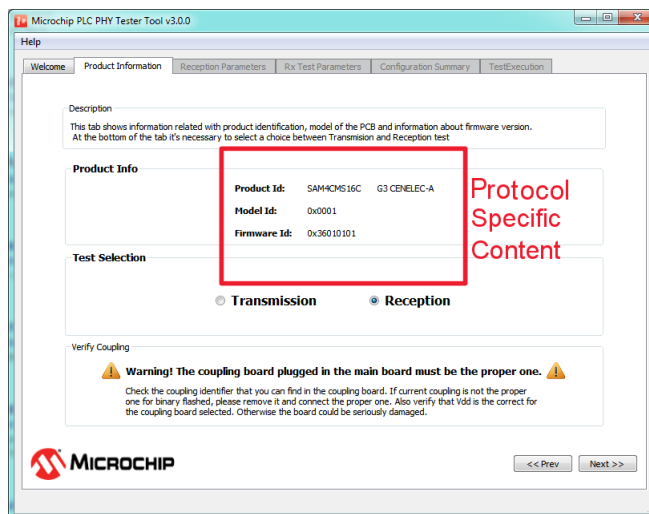 Microchip PLC PHY Tester Tool v3.0.0
Help
Welcome Product Information Reception Parameters Rx Test Parameters Configuration Summary TestExecution
Description
This tab shows information related with product identification, model of the PCB and information about firmware version.
At the bottom of the tab it's necessary to select a choice between Transmision and Reception test
Product Info
Product Id: SAM4CMS16C G3 CENELEC-A
Model Id: 0x0001
Firmware Id: 0x36010101
Protocol
Specific
Content
Test Selection
Transmission Reception
Verify Coupling
Warning! The coupling board plugged in the main board must be the proper one.
Check the coupling identifier that you can find in the coupling board. If current coupling is not the proper
one for binary flashed, please remove it and connect the proper one. Also verify that Vdd is the correct for
the coupling board selected. Otherwise the board could be seriously damaged.
MICROCHIP
<< Prev Next >>